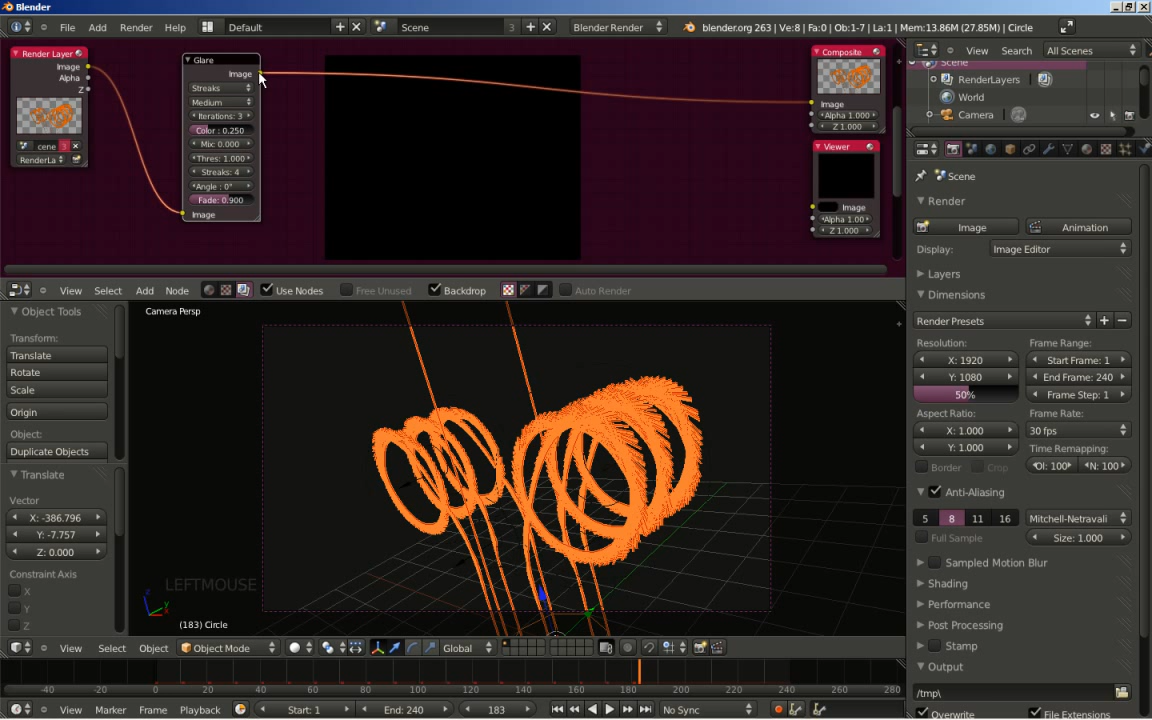 Blender
File Add Render Help Default Scene 3 Blender Render blender.org 263 | Ve:8 | Fa:0 | Ob:1-7 | La:1 | Mem:13.86M (27.85M) | Circle
Render Layer
Image
Alpha
Z
cene 3
RenderLa
Glare
Image
Streaks
Medium
Iterations: 3
Color : 0.250
Mix: 0.000
Thres: 1.000
Streaks: 4
Angle : 0°
Fade: 0.900
Image
Composite
Image
Alpha 1.000
Z 1.000
Viewer
Image
Alpha 1.00
Z 1.000
View Select Add Node Use Nodes Free Unused Backdrop Auto Render
Object Tools
Transform:
Translate
Rotate
Scale
Origin
Object:
Duplicate Objects
Translate
Vector
X: -386.796
Y: -7.757
Z: 0.000
Constraint Axis
X
Y
Z
Camera Persp
LEFTMOUSE
(183) Circle
View Select Object Object Mode Global
-40 -20 0 20 40 60 80 100 120 140 160 180 200 220 240 260 280
View Marker Frame Playback Start: 1 End: 240 183 No Sync
View Search All Scenes
Scene
RenderLayers
World
Camera
Scene
Render
Image Animation
Display: Image Editor
Layers
Dimensions
Render Presets
Resolution: Frame Range:
X: 1920 Start Frame: 1
Y: 1080 End Frame: 240
50% Frame Step: 1
Aspect Ratio: Frame Rate:
X: 1.000 30 fps
Y: 1.000 Time Remapping:
Border Crop OI: 100 N: 100
Anti-Aliasing
5 8 11 16 Mitchell-Netravali
Full Sample Size: 1.000
Sampled Motion Blur
Shading
Performance
Post Processing
Stamp
Output
/tmp\
Overwrite File Extensions